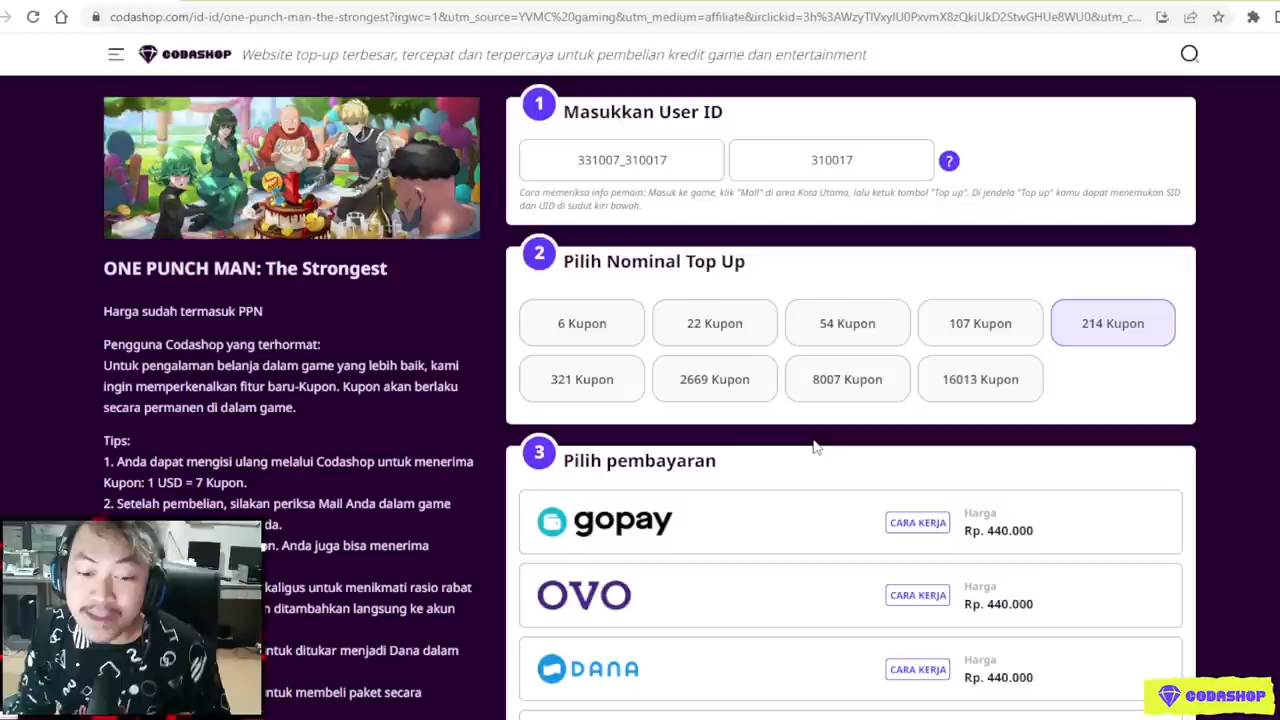 codashop.com/id-id/one-punch-man-the-strongest?irgwc=1&utm_source=YVMC%20gaming&utm_medium=affiliate&irclickid=3h%3AWzyTlVxylU0PxvmX8zQkiUkD2StwGHUe8WU0&utm_c...
CODASHOP Website top-up terbesar, tercepat dan terpercaya untuk pembelian kredit game dan entertainment
ONE PUNCH MAN: The Strongest
Harga sudah termasuk PPN
Pengguna Codashop yang terhormat:
Untuk pengalaman belanja dalam game yang lebih baik, kami
ingin memperkenalkan fitur baru-Kupon. Kupon akan berlaku
secara permanen di dalam game.
Tips:
1. Anda dapat mengisi ulang melalui Codashop untuk menerima
Kupon: 1 USD = 7 Kupon.
2. Setelah pembelian, silakan periksa Mail Anda dalam game
da.
n. Anda juga bisa menerima
kaligus untuk menikmati rasio rabat
n ditambahkan langsung ke akun
ntuk ditukar menjadi Dana dalam
ntuk membeli paket secara
1 Masukkan User ID
331007_310017 310017 ?
Cara memeriksa info pemain: Masuk ke game, klik "Mall" di area Kota Utama, lalu ketuk tombol "Top up". Di jendela "Top up" kamu dapat menemukan SID
dan UID di sudut kiri bawah.
2 Pilih Nominal Top Up
6 Kupon 22 Kupon 54 Kupon 107 Kupon 214 Kupon
321 Kupon 2669 Kupon 8007 Kupon 16013 Kupon
3 Pilih pembayaran
gopay CARA KERJA Harga
Rp. 440.000
OVO CARA KERJA Harga
Rp. 440.000
DANA CARA KERJA Harga
Rp. 440.000
CODASHOP